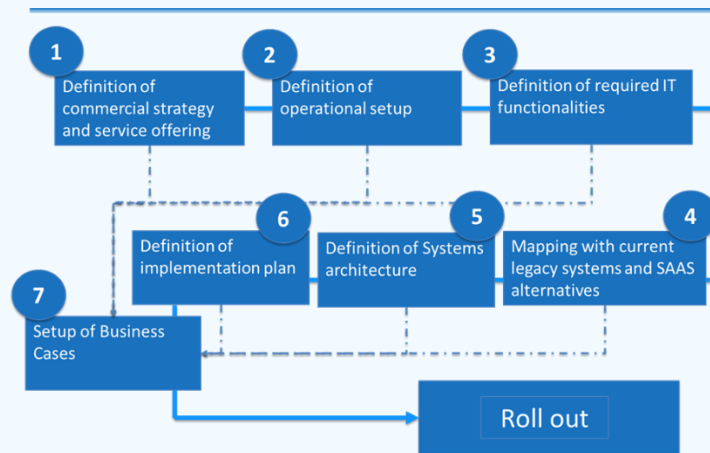 1
Definition of
commercial strategy
and service offering
2
Definition of
operational setup
3
Definition of required IT
functionalities
4
Mapping with current
legacy systems and SAAS
alternatives
5
Definition of Systems
architecture
6
Definition of
implementation plan
7
Setup of Business
Cases
Roll out